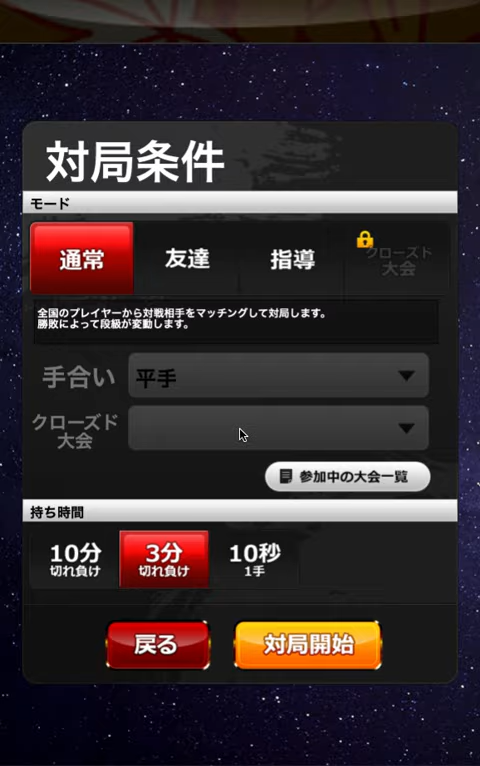 対局条件
モード
通常
友達
指導
クローズド
大会
全国のプレイヤーから対戦相手をマッチングして対局します。
勝敗によって段級が変動します。
手合い
平手
クローズド
大会
参加中の大会一覧
持ち時間
10分
切れ負け
3分
切れ負け
10秒
1手
戻る
対局開始